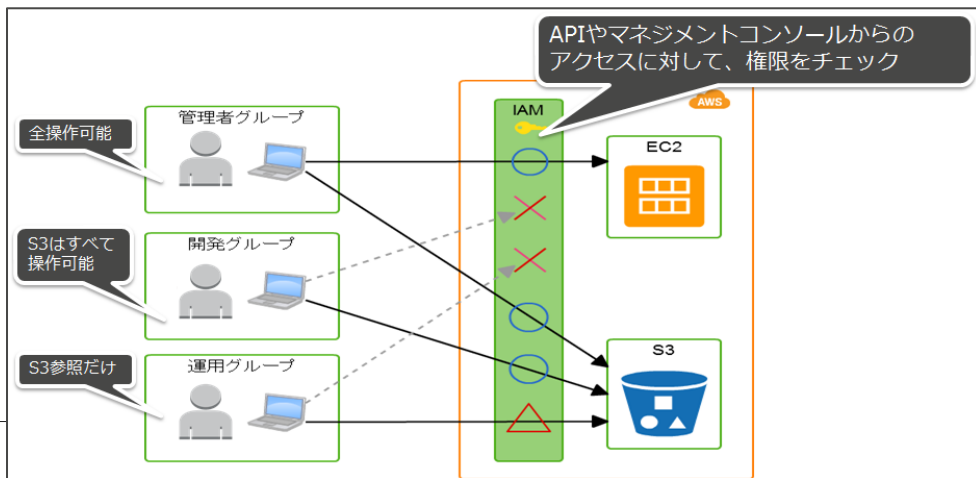 APIやマネジメントコンソールからの
アクセスに対して、権限をチェック
AWS
IAM
管理者グループ
全操作可能
EC2
開発グループ
S3はすべて
操作可能
運用グループ
S3参照だけ
S3